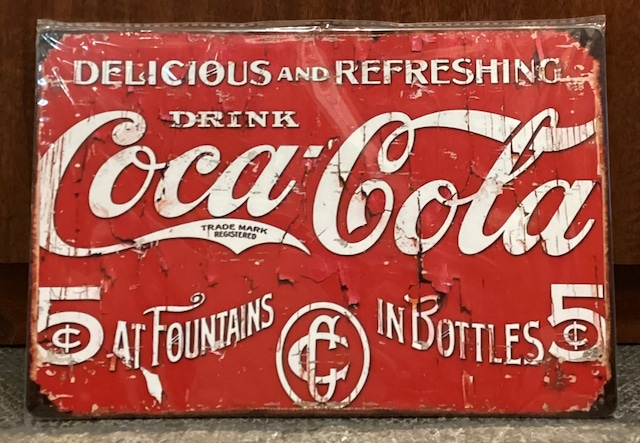 DELICIOUS AND REFRESHING
DRINK
Coca-Cola
TRADE MARK
REGISTERED
5¢ AT FOUNTAINS IN BOTTLES 5¢
CC